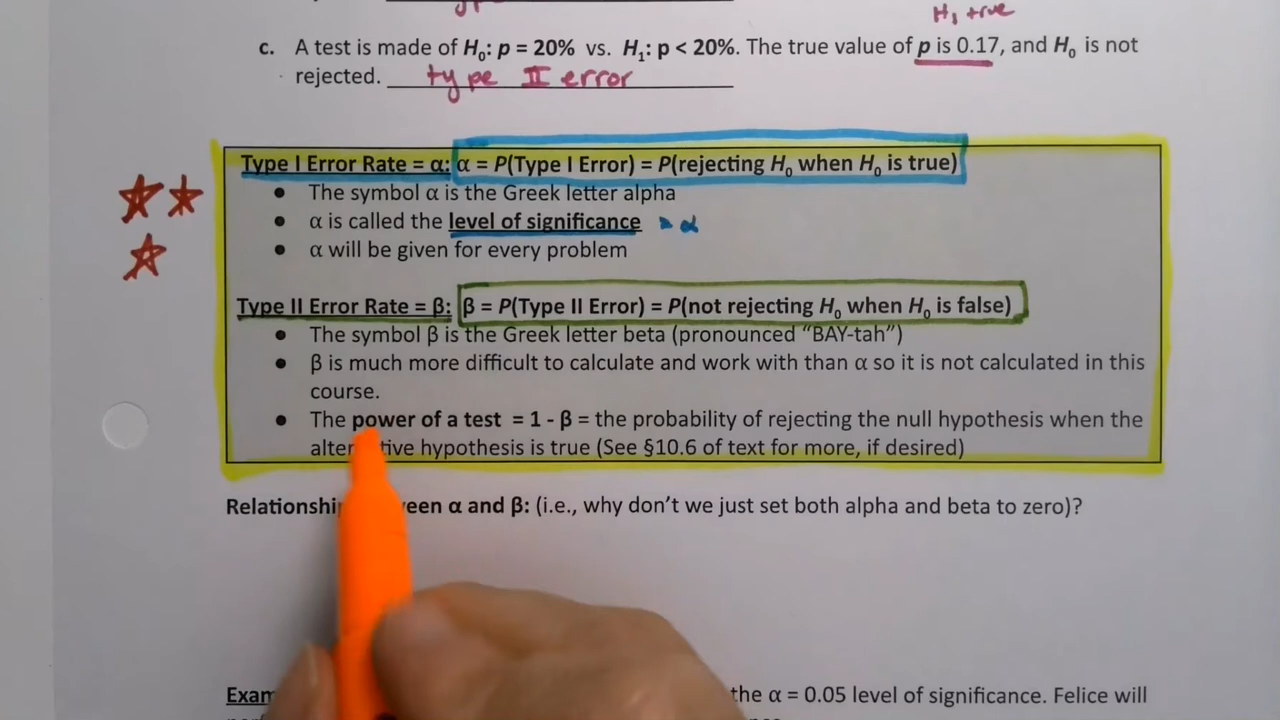 H₁ true
c. A test is made of H₀: p = 20% vs. H₁: p < 20%. The true value of p is 0.17, and H₀ is not
rejected. type II error
Type I Error Rate = α: α = P(Type I Error) = P(rejecting H₀ when H₀ is true)
• The symbol α is the Greek letter alpha
• α is called the level of significance α
• α will be given for every problem
Type II Error Rate = β: β = P(Type II Error) = P(not rejecting H₀ when H₀ is false)
• The symbol β is the Greek letter beta (pronounced “BAY-tah”)
• β is much more difficult to calculate and work with than α so it is not calculated in this
course.
• The power of a test = 1 - β = the probability of rejecting the null hypothesis when the
alternative hypothesis is true (See §10.6 of text for more, if desired)
Relationship between α and β: (i.e., why don’t we just set both alpha and beta to zero)?
the α = 0.05 level of significance. Felice will